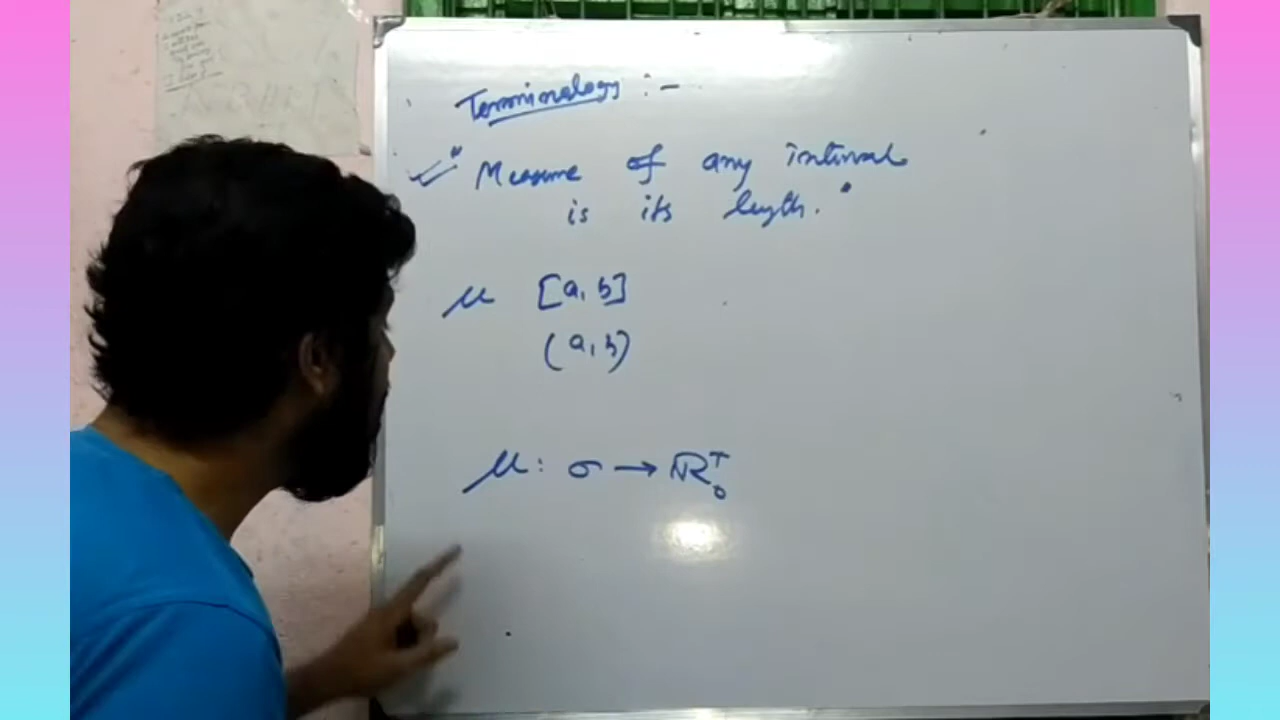 Terminology :-
"Measure of any interval
is its length."
μ [a, b]
(a, b)
μ : σ → ℝ₀⁺